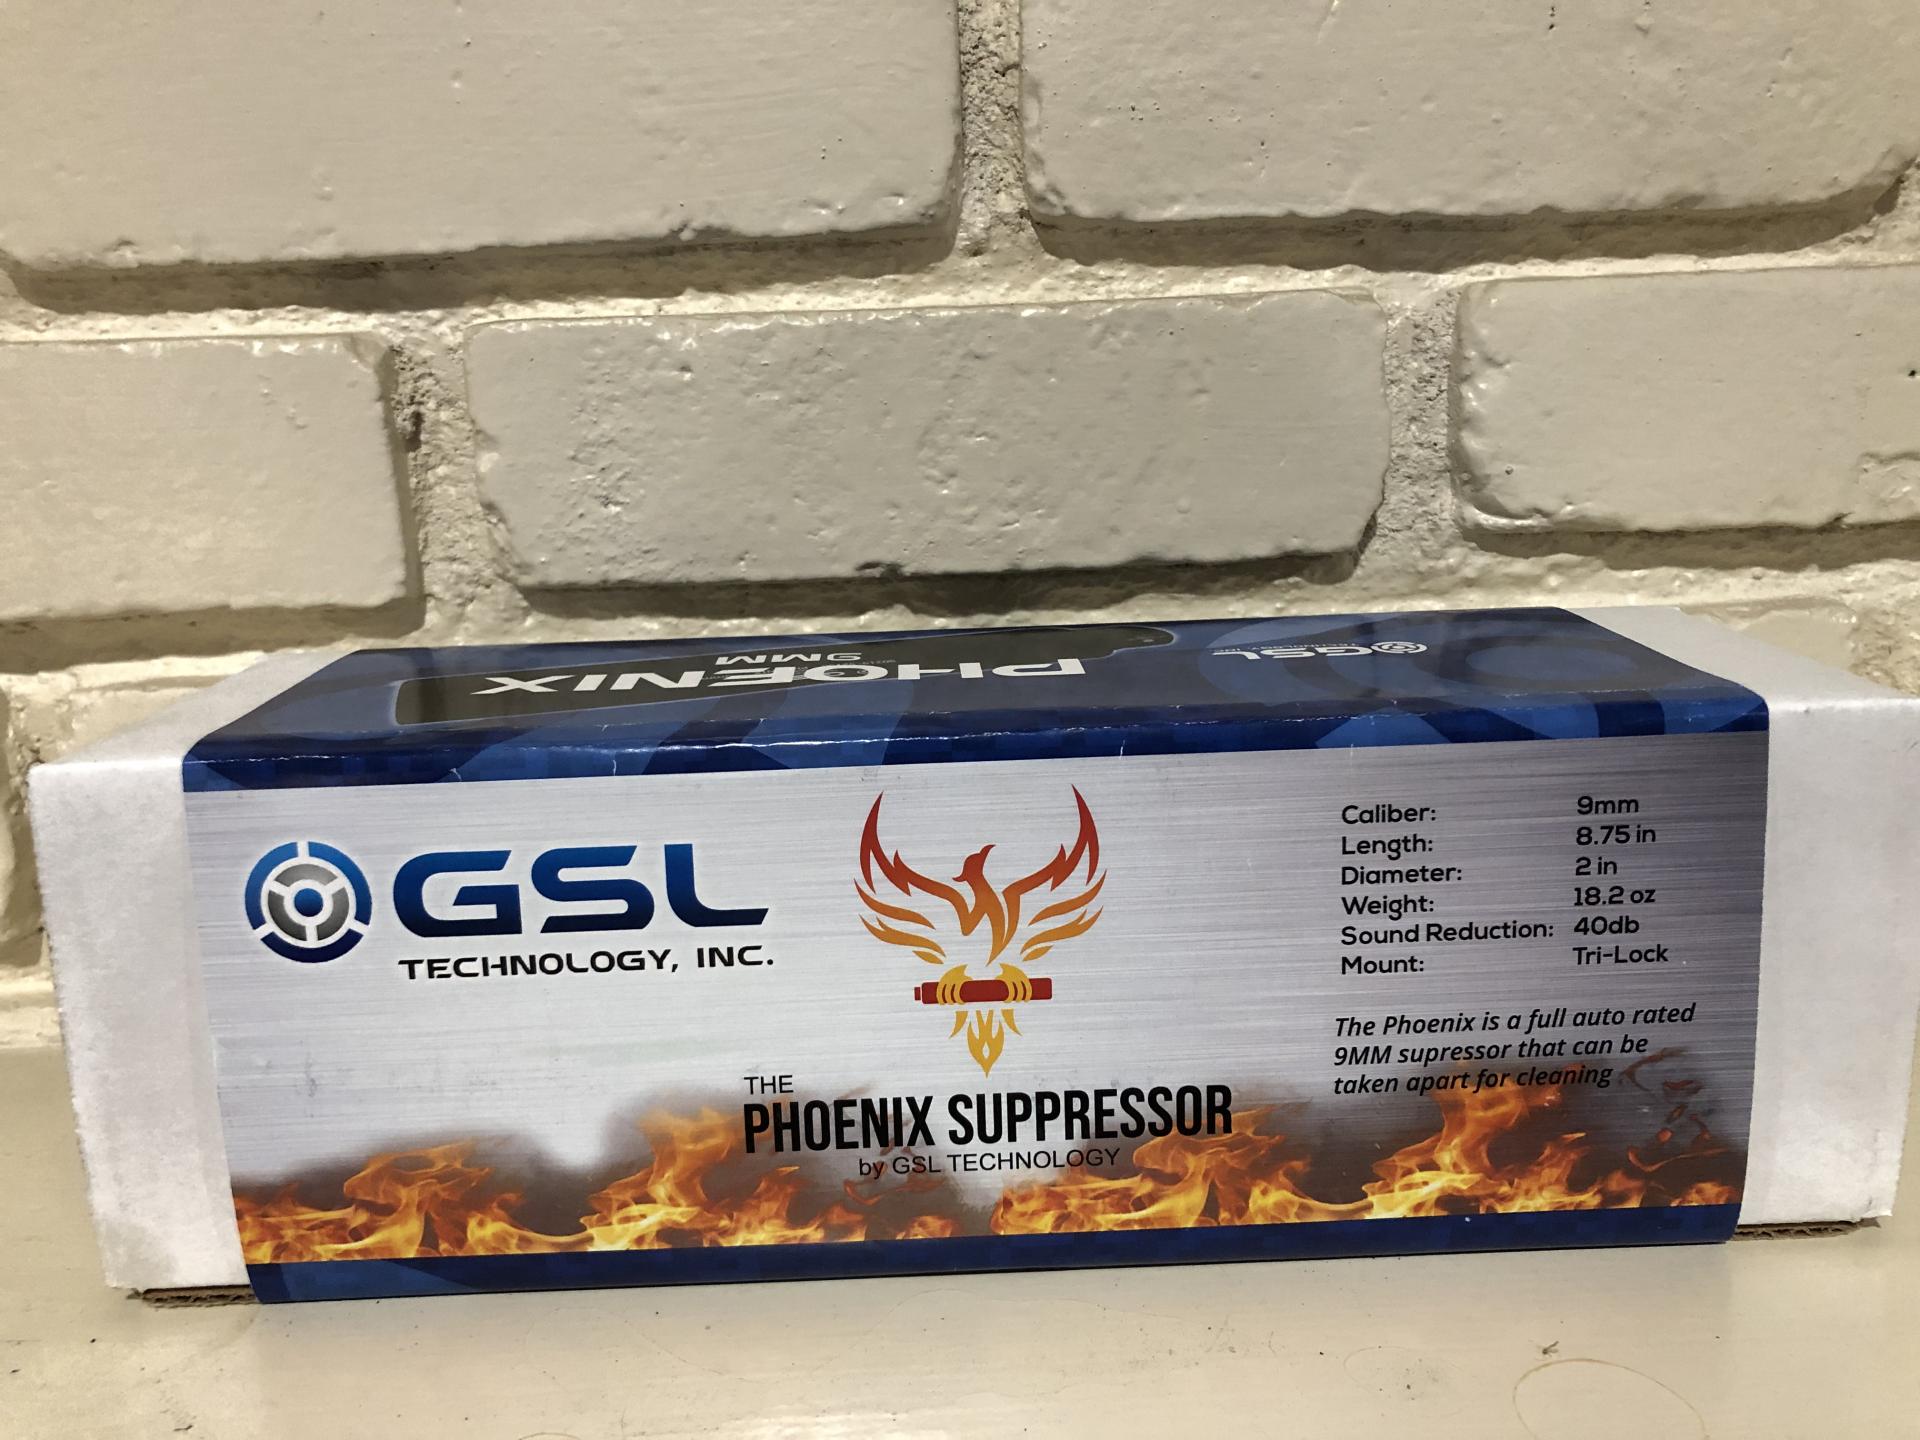 PHOENIX
9MM
GSL
GSL
TECHNOLOGY, INC.
THE
PHOENIX SUPPRESSOR
by GSL TECHNOLOGY
Caliber: 9mm
Length: 8.75 in
Diameter: 2 in
Weight: 18.2 oz
Sound Reduction: 40db
Mount: Tri-Lock
The Phoenix is a full auto rated
9MM supressor that can be
taken apart for cleaning